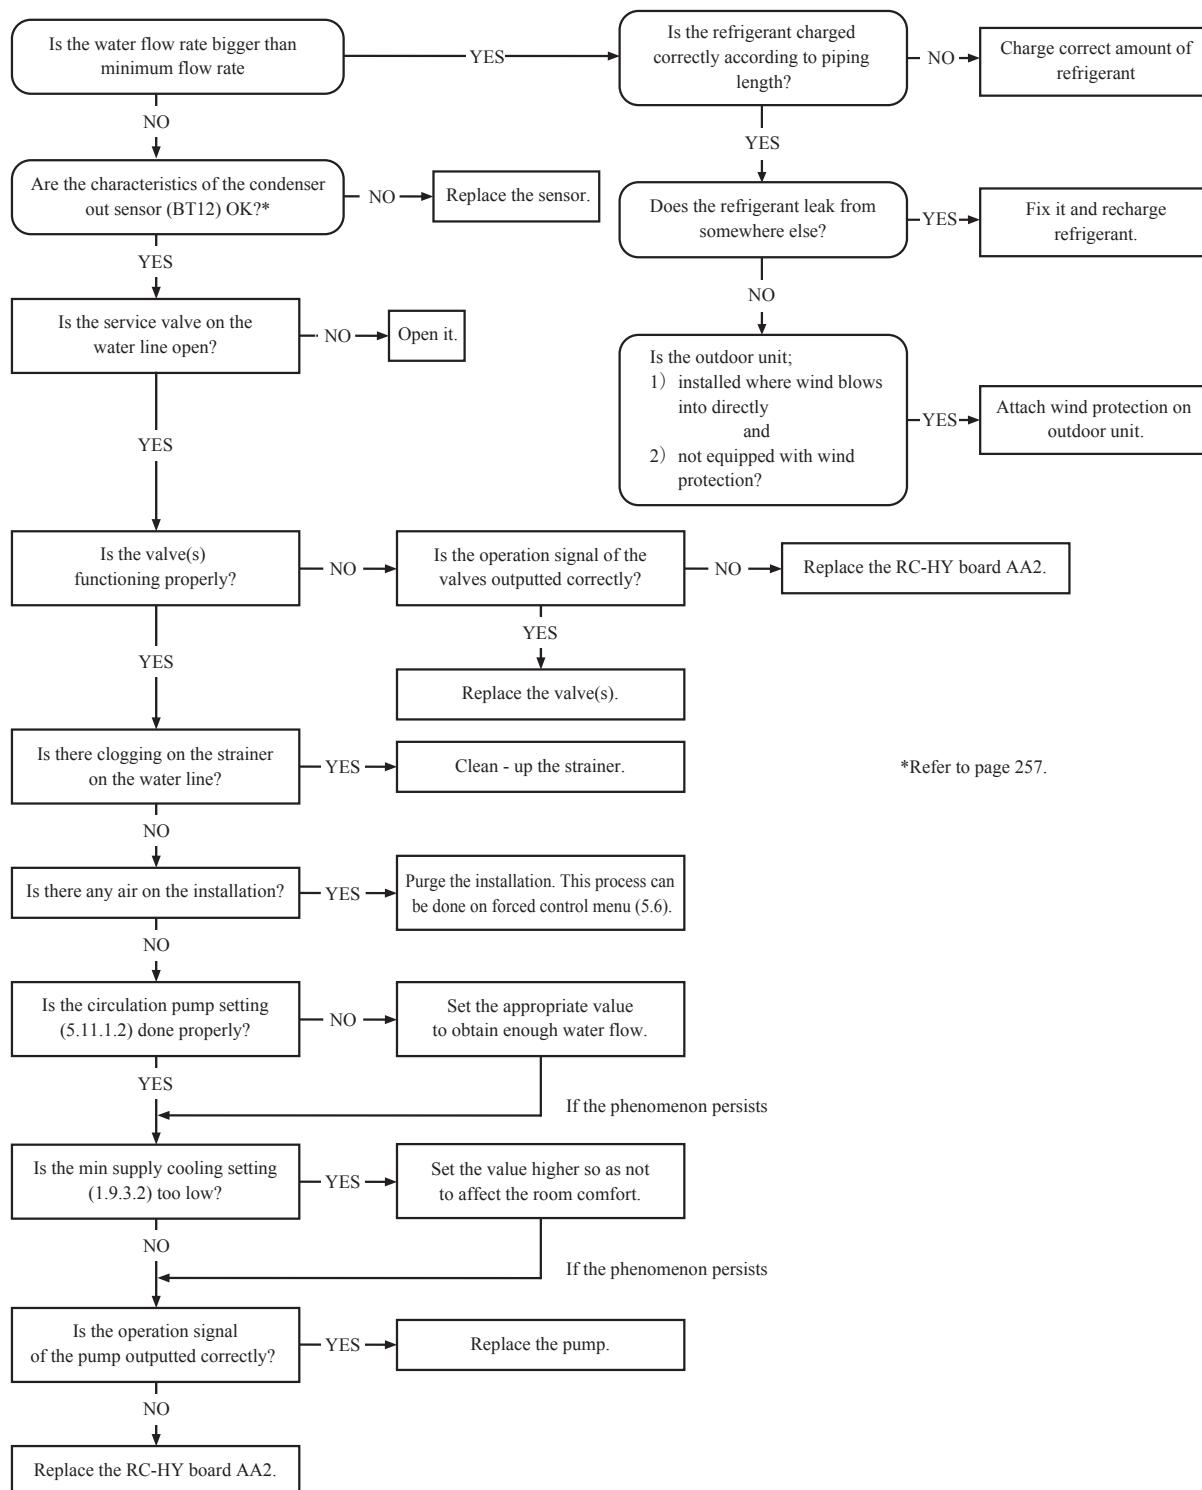 Is the water flow rate bigger than
minimum flow rate
YES
Is the refrigerant charged
correctly according to piping
length?
NO
Charge correct amount of
refrigerant
NO
YES
Are the characteristics of the condenser
out sensor (BT12) OK?*
NO
Replace the sensor.
Does the refrigerant leak from
somewhere else?
YES
Fix it and recharge
refrigerant.
YES
NO
Is the service valve on the
water line open?
NO
Open it.
Is the outdoor unit;
1) installed where wind blows
into directly
and
2) not equipped with wind
protection?
YES
Attach wind protection on
outdoor unit.
YES
Is the valve(s)
functioning properly?
NO
Is the operation signal of the
valves outputted correctly?
NO
Replace the RC-HY board AA2.
YES
YES
Replace the valve(s).
Is there clogging on the strainer
on the water line?
YES
Clean - up the strainer.
*Refer to page 257.
NO
Is there any air on the installation?
YES
Purge the installation. This process can
be done on forced control menu (5.6).
NO
Is the circulation pump setting
(5.11.1.2) done properly?
NO
Set the appropriate value
to obtain enough water flow.
YES
If the phenomenon persists
Is the min supply cooling setting
(1.9.3.2) too low?
YES
Set the value higher so as not
to affect the room comfort.
NO
If the phenomenon persists
Is the operation signal
of the pump outputted correctly?
YES
Replace the pump.
NO
Replace the RC-HY board AA2.